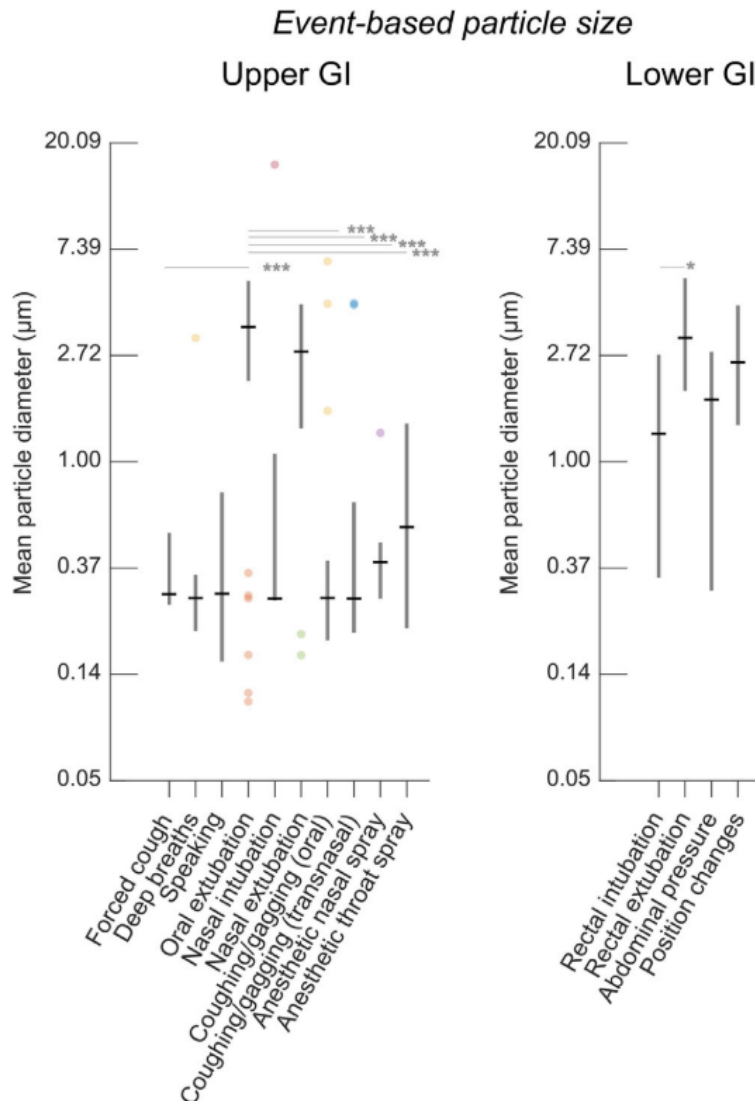 Event-based particle size
Upper GI
Lower GI
Mean particle diameter (µm)
20.09
7.39
2.72
1.00
0.37
0.14
0.05
***
***
***
***
***
Forced cough
Deep breaths
Speaking
Oral extubation
Nasal intubation
Nasal extubation
Coughing/gagging (oral)
Coughing/gagging (transnasal)
Anesthetic nasal spray
Anesthetic throat spray
Mean particle diameter (µm)
20.09
7.39
2.72
1.00
0.37
0.14
0.05
*
Rectal intubation
Rectal extubation
Abdominal pressure
Position changes